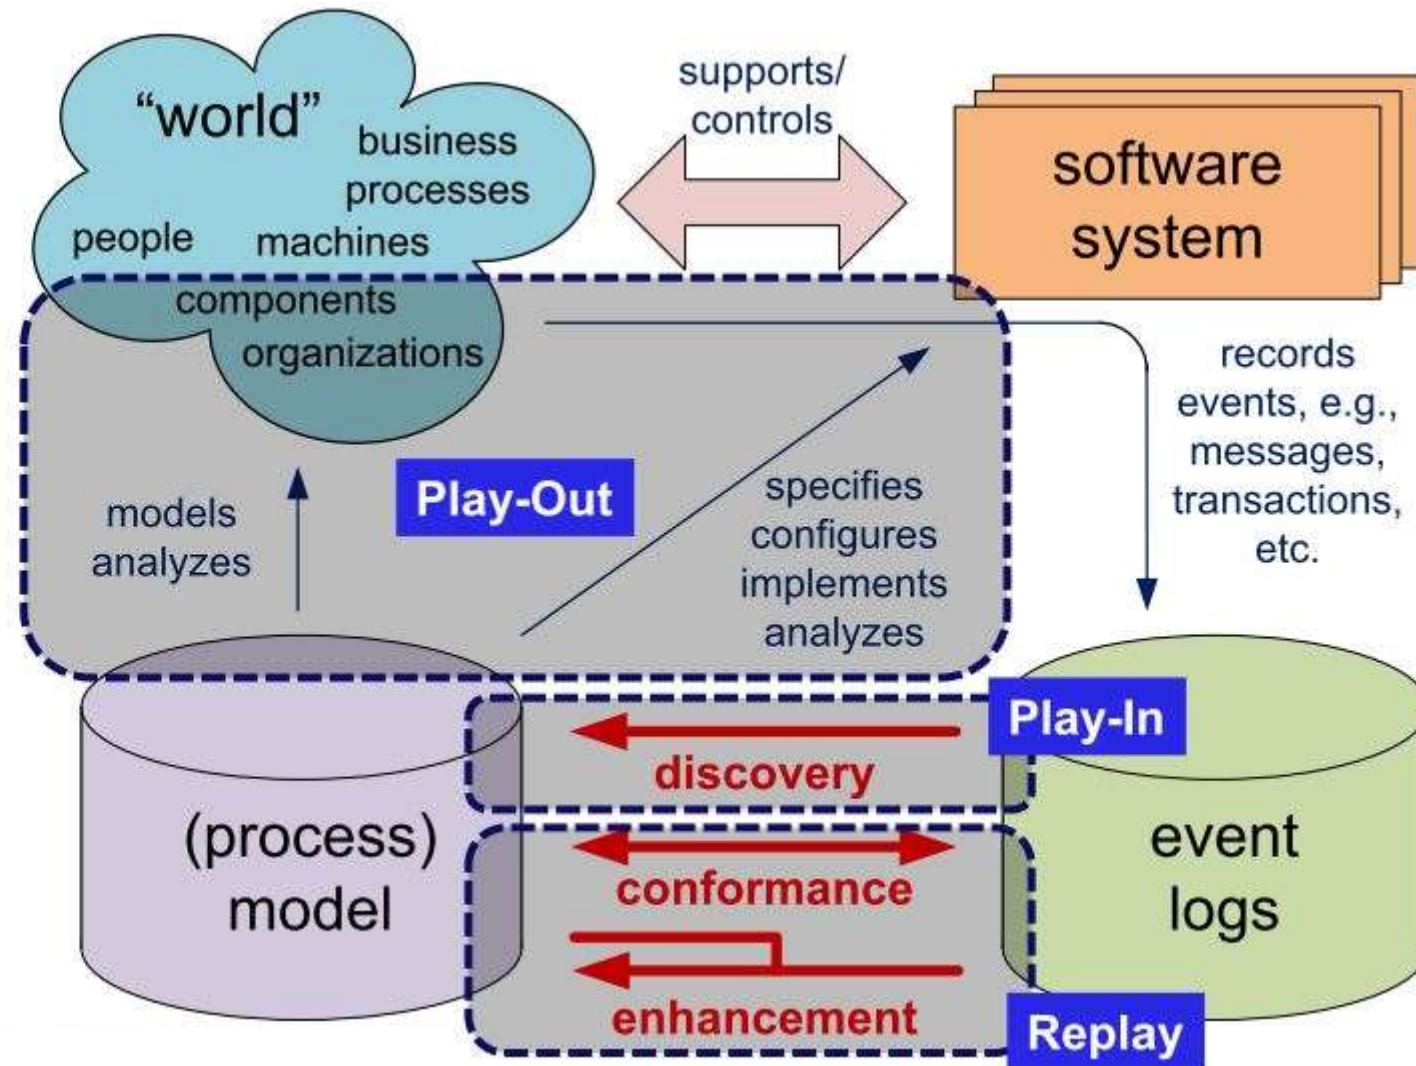 “world”
business
processes
people
machines
components
organizations
supports/
controls
software
system
records
events, e.g.,
messages,
transactions,
etc.
models
analyzes
Play-Out
specifies
configures
implements
analyzes
Play-In
discovery
(process)
model
conformance
enhancement
event
logs
Replay